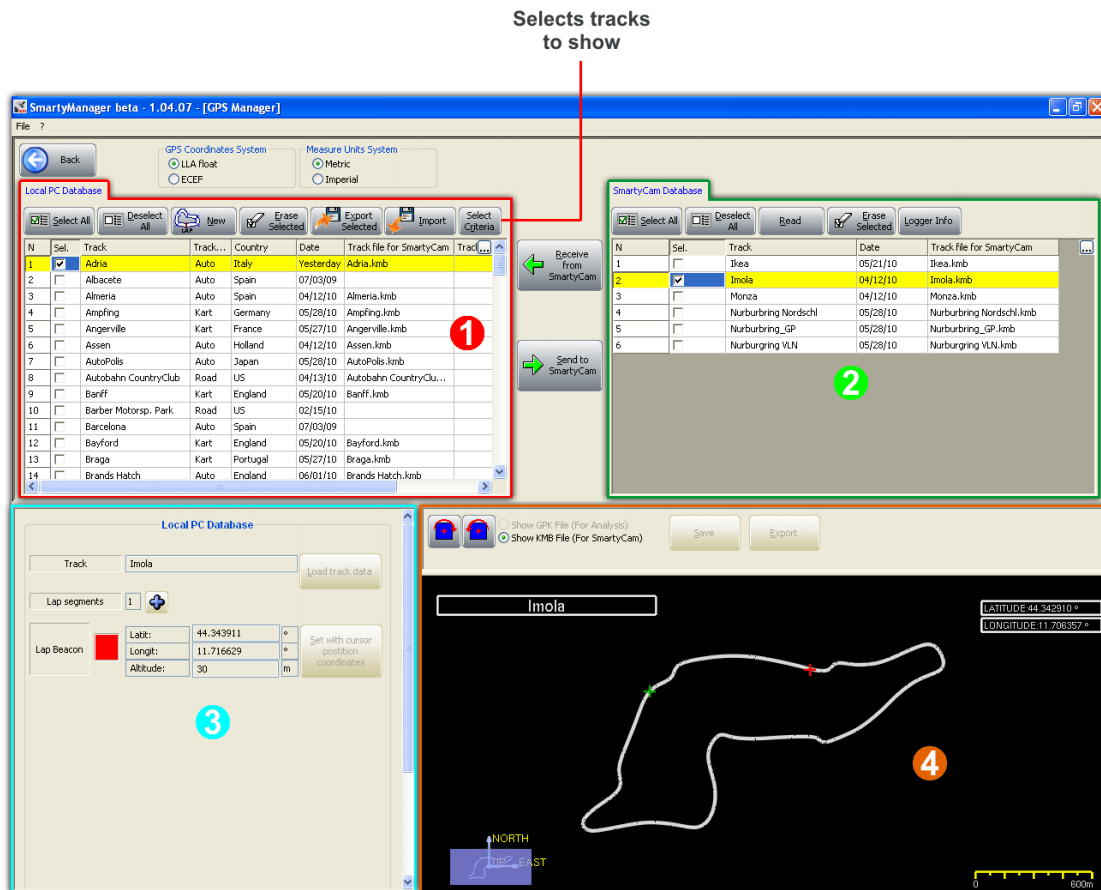 Selects tracks
to show
SmartyManager beta - 1.04.07 - [GPS Manager]
File ?
Back
GPS Coordinates System
LLA float
ECEF
Measure Units System
Metric
Imperial
Local PC Database
Select All
Deselect All
New
Erase Selected
Export Selected
Import
Select Criteria
N Sel. Track Track... Country Date Track file for SmartyCam Tracl ...
1 Adria Auto Italy Yesterday Adria.kmb
2 Albacete Auto Spain 07/03/09
3 Almeria Auto Spain 04/12/10 Almeria.kmb
4 Ampfing Kart Germany 05/28/10 Ampfing.kmb
5 Angerville Kart France 05/27/10 Angerville.kmb
6 Assen Auto Holland 04/12/10 Assen.kmb
7 AutoPolis Auto Japan 05/28/10 AutoPolis.kmb
8 Autobahn CountryClub Road US 04/13/10 Autobahn CountryClu...
9 Banff Kart England 05/20/10 Banff.kmb
10 Barber Motorsp. Park Road US 02/15/10
11 Barcelona Auto Spain 07/03/09
12 Bayford Kart England 05/20/10 Bayford.kmb
13 Braga Kart Portugal 05/27/10 Braga.kmb
14 Brands Hatch Auto England 06/01/10 Brands Hatch.kmb
1
Receive from SmartyCam
Send to SmartyCam
SmartyCam Database
Select All
Deselect All
Read
Erase Selected
Logger Info
N Sel. Track Date Track file for SmartyCam ...
1 Ikea 05/21/10 Ikea.kmb
2 Imola 04/12/10 Imola.kmb
3 Monza 04/12/10 Monza.kmb
4 Nurburbring Nordschl 05/28/10 Nurburbring Nordschl.kmb
5 Nurburbring_GP 05/28/10 Nurburbring_GP.kmb
6 Nurburgring VLN 05/28/10 Nurburgring VLN.kmb
2
Local PC Database
Track Imola
Load track data
Lap segments 1
Lap Beacon
Latit: 44.343911 °
Longit: 11.716629 °
Altitude: 30 m
Set with cursor
postition
coordinates
3
Show GPK File (For Analysis)
Show KMB File (For SmartyCam)
Save
Export
Imola
LATITUDE:44.342910 °
LONGITUDE:11.706357 °
4
NORTH
UP EAST
0 600m